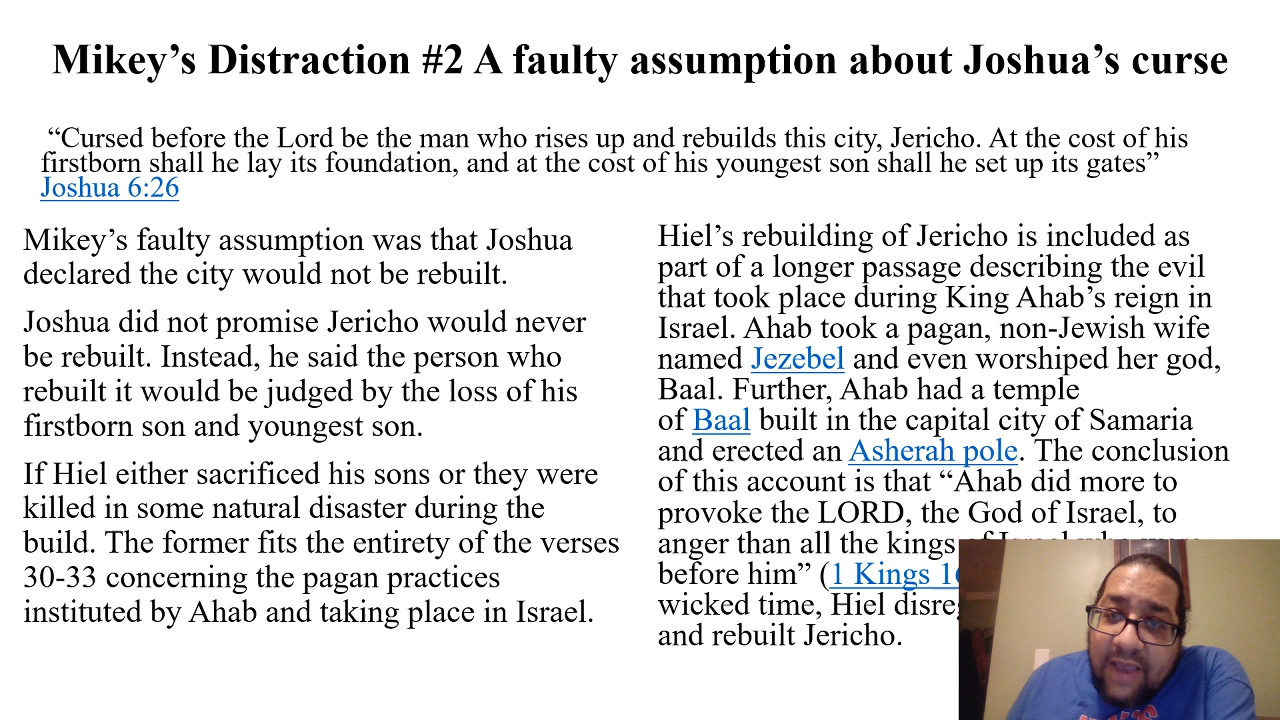 Mikey’s Distraction #2 A faulty assumption about Joshua’s curse
“Cursed before the Lord be the man who rises up and rebuilds this city, Jericho. At the cost of his
firstborn shall he lay its foundation, and at the cost of his youngest son shall he set up its gates”
Joshua 6:26
Mikey’s faulty assumption was that Joshua
declared the city would not be rebuilt.
Joshua did not promise Jericho would never
be rebuilt. Instead, he said the person who
rebuilt it would be judged by the loss of his
firstborn son and youngest son.
If Hiel either sacrificed his sons or they were
killed in some natural disaster during the
build. The former fits the entirety of the verses
30-33 concerning the pagan practices
instituted by Ahab and taking place in Israel.
Hiel’s rebuilding of Jericho is included as
part of a longer passage describing the evil
that took place during King Ahab’s reign in
Israel. Ahab took a pagan, non-Jewish wife
named Jezebel and even worshiped her god,
Baal. Further, Ahab had a temple
of Baal built in the capital city of Samaria
and erected an Asherah pole. The conclusion
of this account is that “Ahab did more to
provoke the LORD, the God of Israel, to
anger than all the kings of Israel who were
before him” (1 Kings
wicked time, Hiel
and rebuilt Jericho.